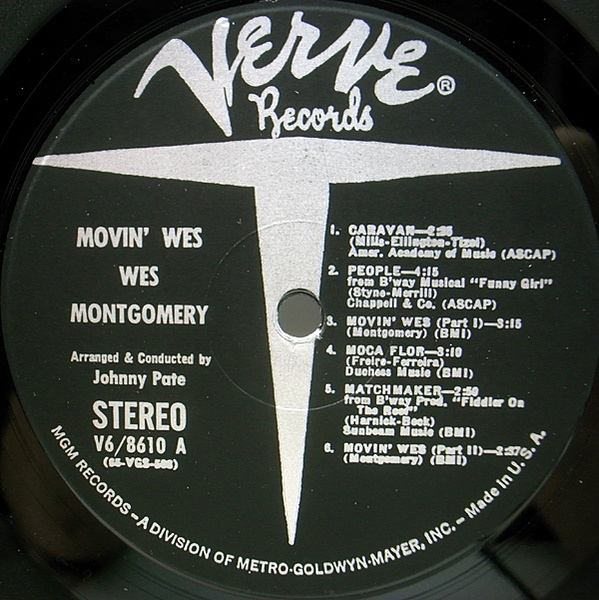 Verve®
Records
MOVIN' WES
WES
MONTGOMERY
Arranged & Conducted by
Johnny Pate
STEREO
V6/8610 A
(65-VGS-503)
1. CARAVAN—2:35
(Mills-Ellington-Tizol)
Amer. Academy of Music (ASCAP)
2. PEOPLE—4:15
from B'way Musical "Funny Girl"
(Styne-Merrill)
Chappell & Co. (ASCAP)
3. MOVIN' WES (Part I)—3:15
(Montgomery) (BMI)
4. MOCA FLOR—3:10
(Freire-Ferreira)
Duchess Music (BMI)
5. MATCHMAKER—2:50
from B'way Prod. "Fiddler On
The Roof"
(Harnick-Bock)
Sunbeam Music (BMI)
6. MOVIN' WES (Part II)—2:37
(Montgomery) (BMI)
MGM RECORDS – A DIVISION OF METRO-GOLDWYN-MAYER, INC. – Made in U.S.A.